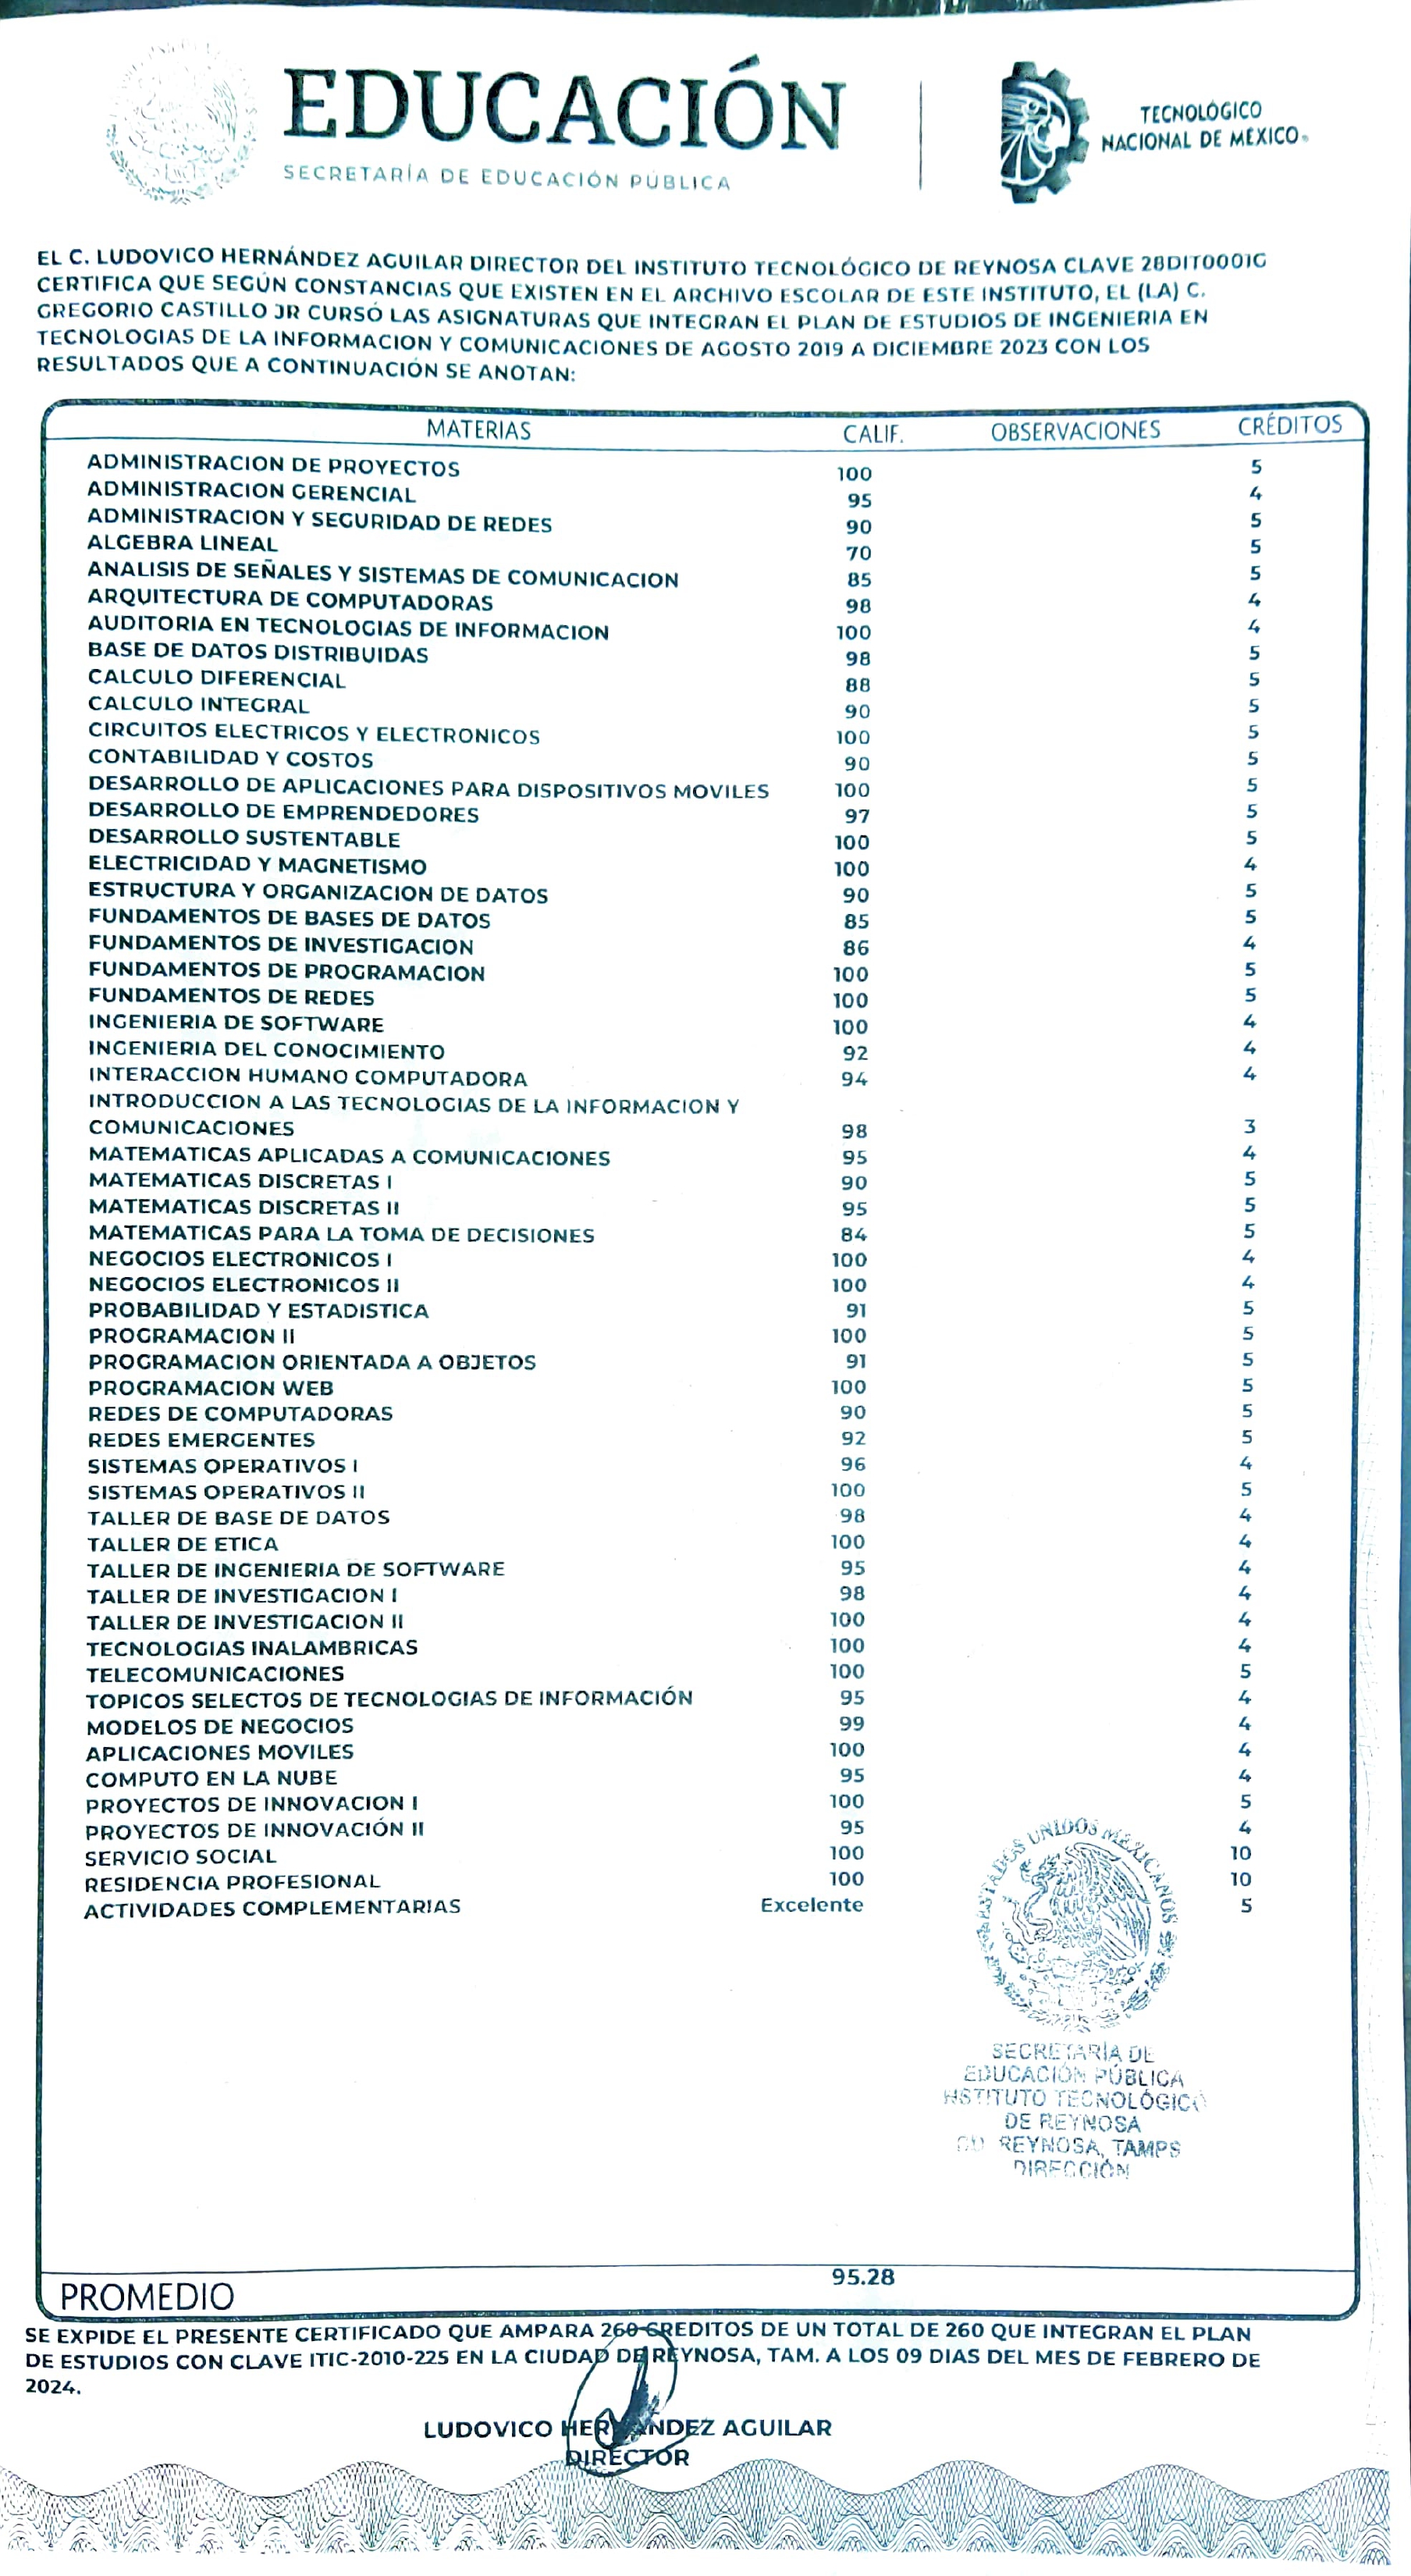 EDUCACIÓN
SECRETARÍA DE EDUCACIÓN PÚBLICA
TECNOLÓGICO
NACIONAL DE MÉXICO®
EL C. LUDOVICO HERNÁNDEZ AGUILAR DIRECTOR DEL INSTITUTO TECNOLÓGICO DE REYNOSA CLAVE 28DIT0001G
CERTIFICA QUE SEGÚN CONSTANCIAS QUE EXISTEN EN EL ARCHIVO ESCOLAR DE ESTE INSTITUTO, EL (LA) C.
GREGORIO CASTILLO JR CURSÓ LAS ASIGNATURAS QUE INTEGRAN EL PLAN DE ESTUDIOS DE INGENIERIA EN
TECNOLOGIAS DE LA INFORMACION Y COMUNICACIONES DE AGOSTO 2019 A DICIEMBRE 2023 CON LOS
RESULTADOS QUE A CONTINUACIÓN SE ANOTAN:
MATERIAS CALIF. OBSERVACIONES CRÉDITOS
ADMINISTRACION DE PROYECTOS 100 5
ADMINISTRACION GERENCIAL 95 4
ADMINISTRACION Y SEGURIDAD DE REDES 90 5
ALGEBRA LINEAL 70 5
ANALISIS DE SEÑALES Y SISTEMAS DE COMUNICACION 85 5
ARQUITECTURA DE COMPUTADORAS 98 4
AUDITORIA EN TECNOLOGIAS DE INFORMACION 100 4
BASE DE DATOS DISTRIBUIDAS 98 5
CALCULO DIFERENCIAL 88 5
CALCULO INTEGRAL 90 5
CIRCUITOS ELECTRICOS Y ELECTRONICOS 100 5
CONTABILIDAD Y COSTOS 90 5
DESARROLLO DE APLICACIONES PARA DISPOSITIVOS MOVILES 100 5
DESARROLLO DE EMPRENDEDORES 97 5
DESARROLLO SUSTENTABLE 100 5
ELECTRICIDAD Y MAGNETISMO 100 4
ESTRUCTURA Y ORGANIZACION DE DATOS 90 5
FUNDAMENTOS DE BASES DE DATOS 85 5
FUNDAMENTOS DE INVESTIGACION 86 4
FUNDAMENTOS DE PROGRAMACION 100 5
FUNDAMENTOS DE REDES 100 5
INGENIERIA DE SOFTWARE 100 4
INGENIERIA DEL CONOCIMIENTO 92 4
INTERACCION HUMANO COMPUTADORA 94 4
INTRODUCCION A LAS TECNOLOGIAS DE LA INFORMACION Y
COMUNICACIONES 98 3
MATEMATICAS APLICADAS A COMUNICACIONES 95 4
MATEMATICAS DISCRETAS I 90 5
MATEMATICAS DISCRETAS II 95 5
MATEMATICAS PARA LA TOMA DE DECISIONES 84 5
NEGOCIOS ELECTRONICOS I 100 4
NEGOCIOS ELECTRONICOS II 100 4
PROBABILIDAD Y ESTADISTICA 91 5
PROGRAMACION II 100 5
PROGRAMACION ORIENTADA A OBJETOS 91 5
PROGRAMACION WEB 100 5
REDES DE COMPUTADORAS 90 5
REDES EMERGENTES 92 5
SISTEMAS OPERATIVOS I 96 4
SISTEMAS OPERATIVOS II 100 5
TALLER DE BASE DE DATOS 98 4
TALLER DE ETICA 100 4
TALLER DE INGENIERIA DE SOFTWARE 95 4
TALLER DE INVESTIGACION I 98 4
TALLER DE INVESTIGACION II 100 4
TECNOLOGIAS INALAMBRICAS 100 4
TELECOMUNICACIONES 100 5
TOPICOS SELECTOS DE TECNOLOGIAS DE INFORMACIÓN 95 4
MODELOS DE NEGOCIOS 99 4
APLICACIONES MOVILES 100 4
COMPUTO EN LA NUBE 95 4
PROYECTOS DE INNOVACION I 100 5
PROYECTOS DE INNOVACIÓN II 95 4
SERVICIO SOCIAL 100 10
RESIDENCIA PROFESIONAL 100 10
ACTIVIDADES COMPLEMENTARIAS Excelente 5
ESTADOS UNIDOS MEXICANOS
SECRETARÍA DE
EDUCACIÓN PÚBLICA
INSTITUTO TECNOLÓGICO
DE REYNOSA
CD. REYNOSA, TAMPS
DIRECCIÓN
PROMEDIO 95.28
SE EXPIDE EL PRESENTE CERTIFICADO QUE AMPARA 260 CREDITOS DE UN TOTAL DE 260 QUE INTEGRAN EL PLAN
DE ESTUDIOS CON CLAVE ITIC-2010-225 EN LA CIUDAD DE REYNOSA, TAM. A LOS 09 DIAS DEL MES DE FEBRERO DE
2024.
LUDOVICO HERNÁNDEZ AGUILAR
DIRECTOR